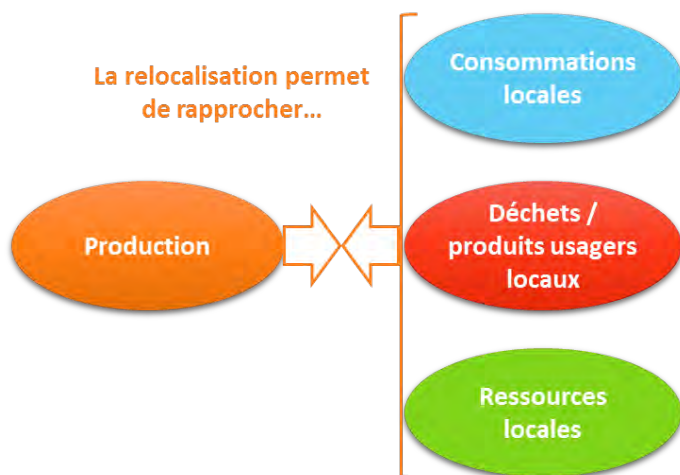 La relocalisation permet
de rapprocher...
Consommations
locales
Production
Déchets /
produits usagers
locaux
Ressources
locales